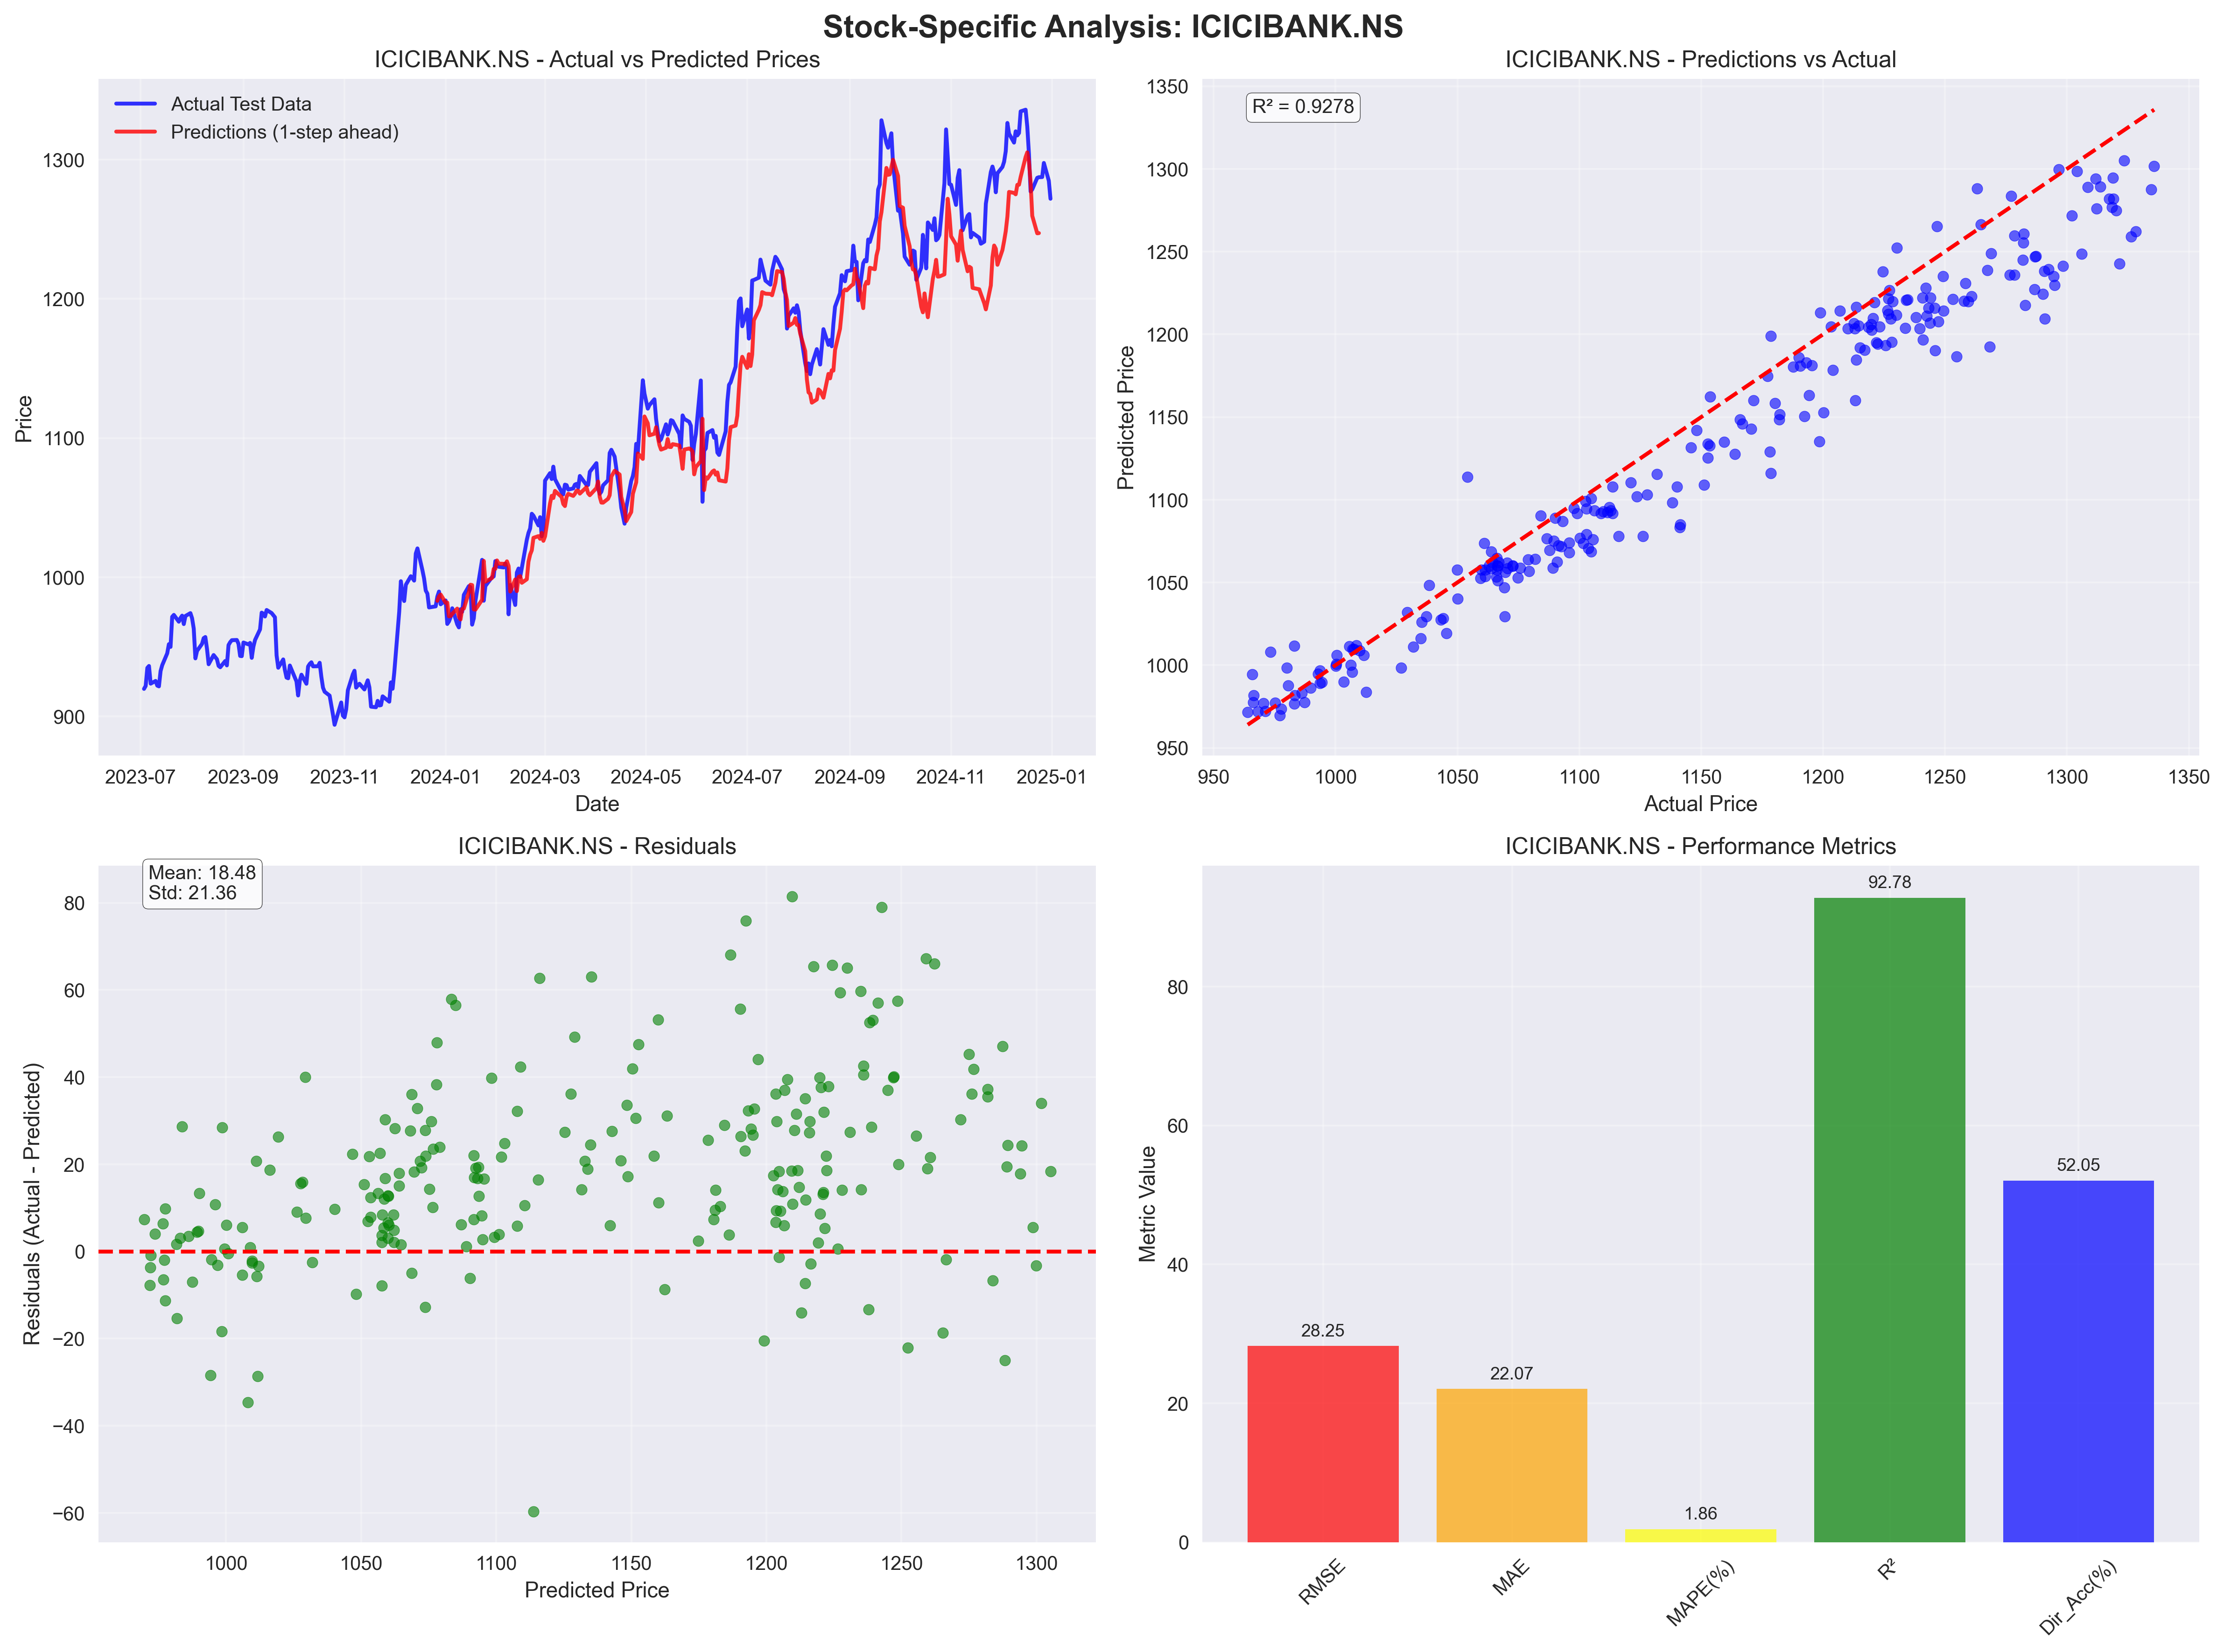 Stock-Specific Analysis: ICICIBANK.NS
ICICIBANK.NS - Actual vs Predicted Prices
Actual Test Data
Predictions (1-step ahead)
1300
1200
1100
1000
900
Price
2023-07 2023-09 2023-11 2024-01 2024-03 2024-05 2024-07 2024-09 2024-11 2025-01
Date
ICICIBANK.NS - Predictions vs Actual
R² = 0.9278
1350
1300
1250
1200
1150
1100
1050
1000
950
Predicted Price
950 1000 1050 1100 1150 1200 1250 1300 1350
Actual Price
ICICIBANK.NS - Residuals
Mean: 18.48
Std: 21.36
80
60
40
20
0
−20
−40
−60
Residuals (Actual - Predicted)
1000 1050 1100 1150 1200 1250 1300
Predicted Price
ICICIBANK.NS - Performance Metrics
80
60
40
20
0
Metric Value
28.25
22.07
1.86
92.78
52.05
RMSE
MAE
MAPE(%)
R²
Dir_Acc(%)